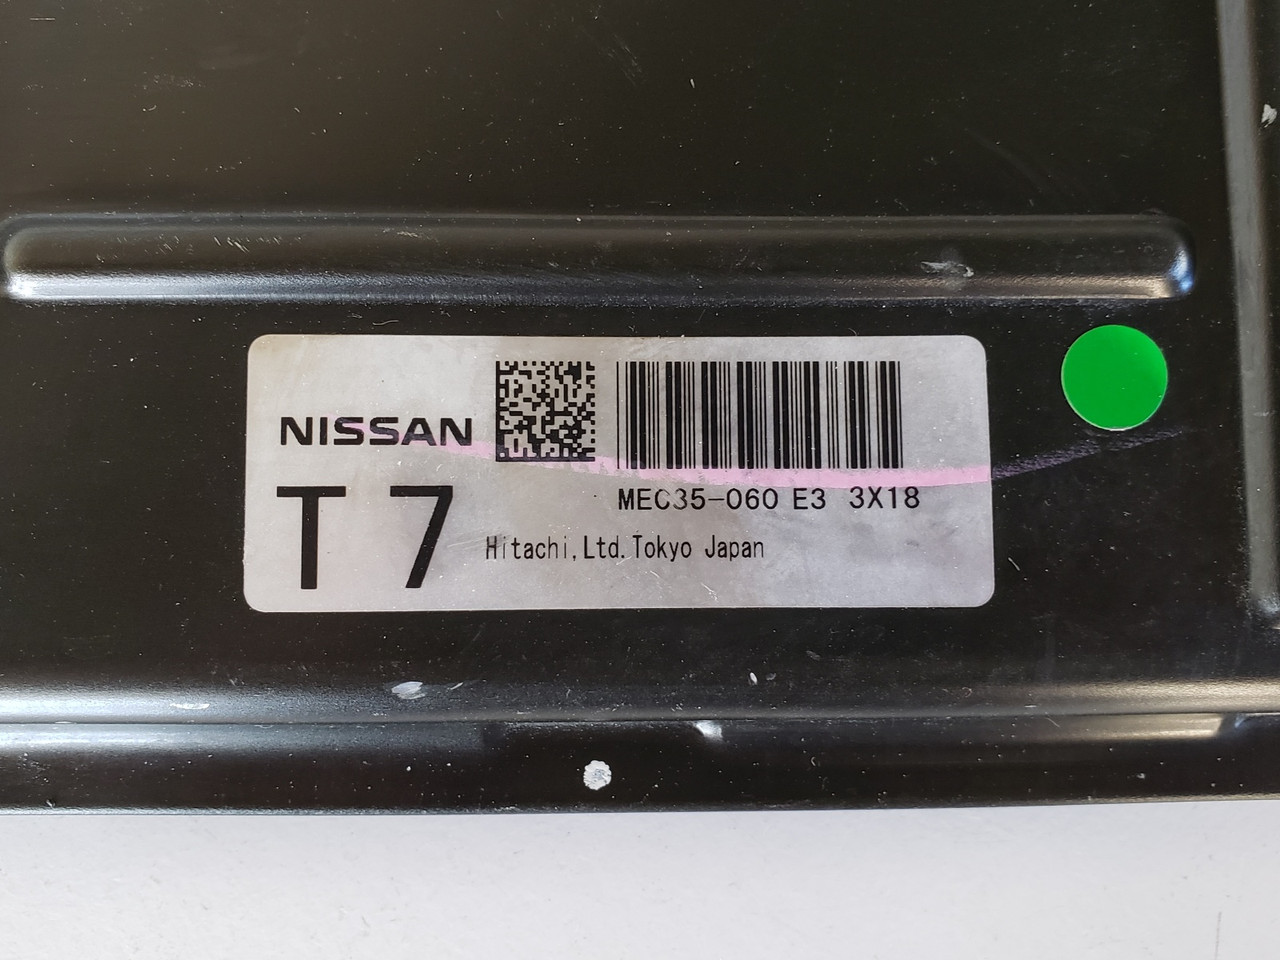 NISSAN
T7
MEC35-060 E3 3X18
Hitachi,Ltd.Tokyo Japan